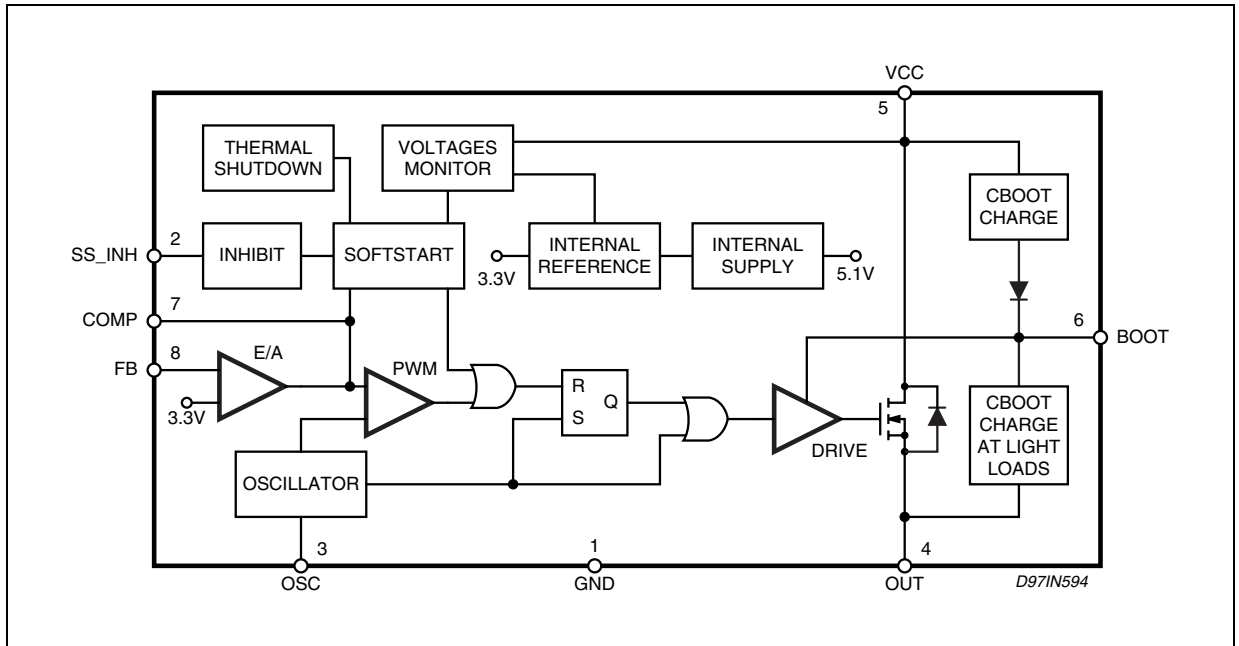 VCC
5
THERMAL
SHUTDOWN
VOLTAGES
MONITOR
CBOOT
CHARGE
2
SS_INH
INHIBIT
SOFTSTART
3.3V
INTERNAL
REFERENCE
INTERNAL
SUPPLY
5.1V
7
COMP
6
BOOT
8
FB
E/A
3.3V
PWM
R
S
Q
DRIVE
CBOOT
CHARGE
AT LIGHT
LOADS
OSCILLATOR
3
OSC
1
GND
4
OUT
D97IN594